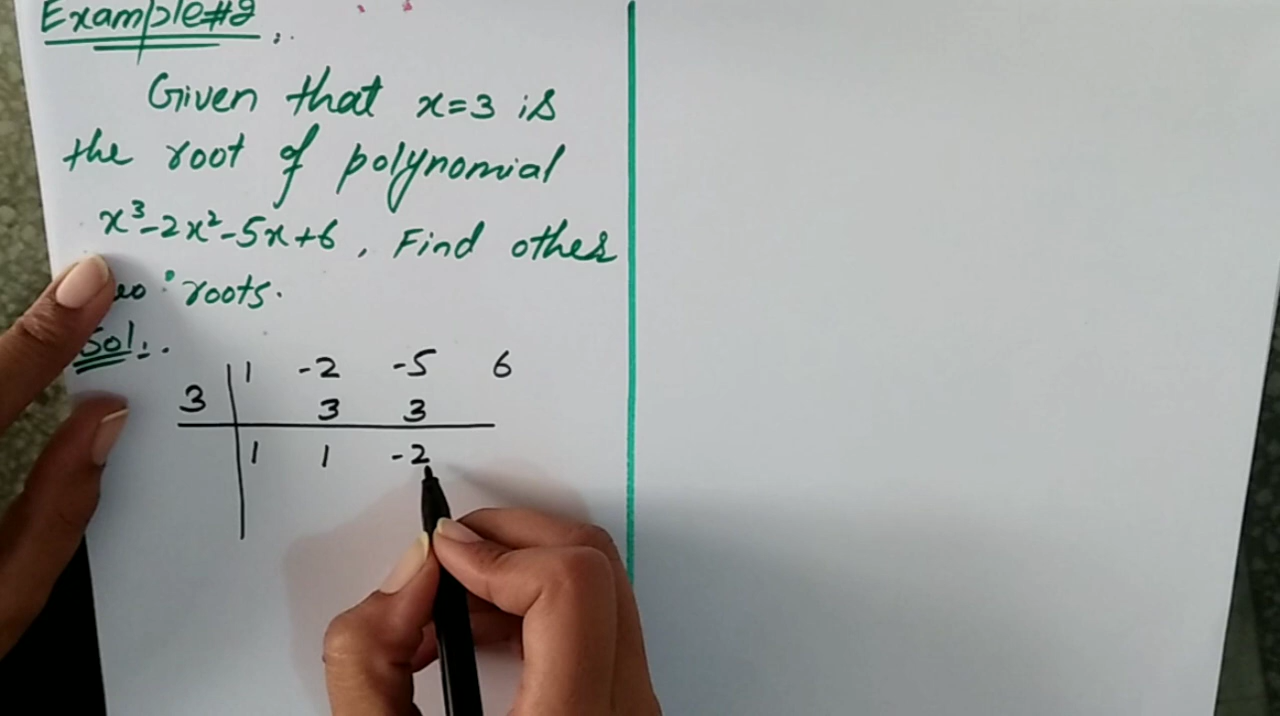 Example#2:.
Given that x=3 is
the root of polynomial
x³-2x²-5x+6, Find other
roots.
Sol:.
1 -2 -5 6
3 3 3
1 1 -2